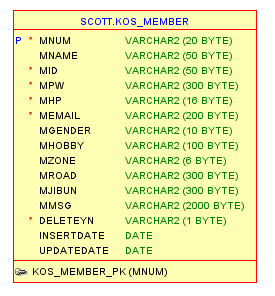 SCOTT.KOS_MEMBER
P * MNUM VARCHAR2 (20 BYTE)
MNAME VARCHAR2 (50 BYTE)
* MID VARCHAR2 (50 BYTE)
* MPW VARCHAR2 (300 BYTE)
* MHP VARCHAR2 (16 BYTE)
* MEMAIL VARCHAR2 (200 BYTE)
MGENDER VARCHAR2 (10 BYTE)
MHOBBY VARCHAR2 (100 BYTE)
MZONE VARCHAR2 (6 BYTE)
MROAD VARCHAR2 (300 BYTE)
MJIBUN VARCHAR2 (300 BYTE)
MMSG VARCHAR2 (2000 BYTE)
* DELETEYN VARCHAR2 (1 BYTE)
INSERTDATE DATE
UPDATEDATE DATE
KOS_MEMBER_PK (MNUM)